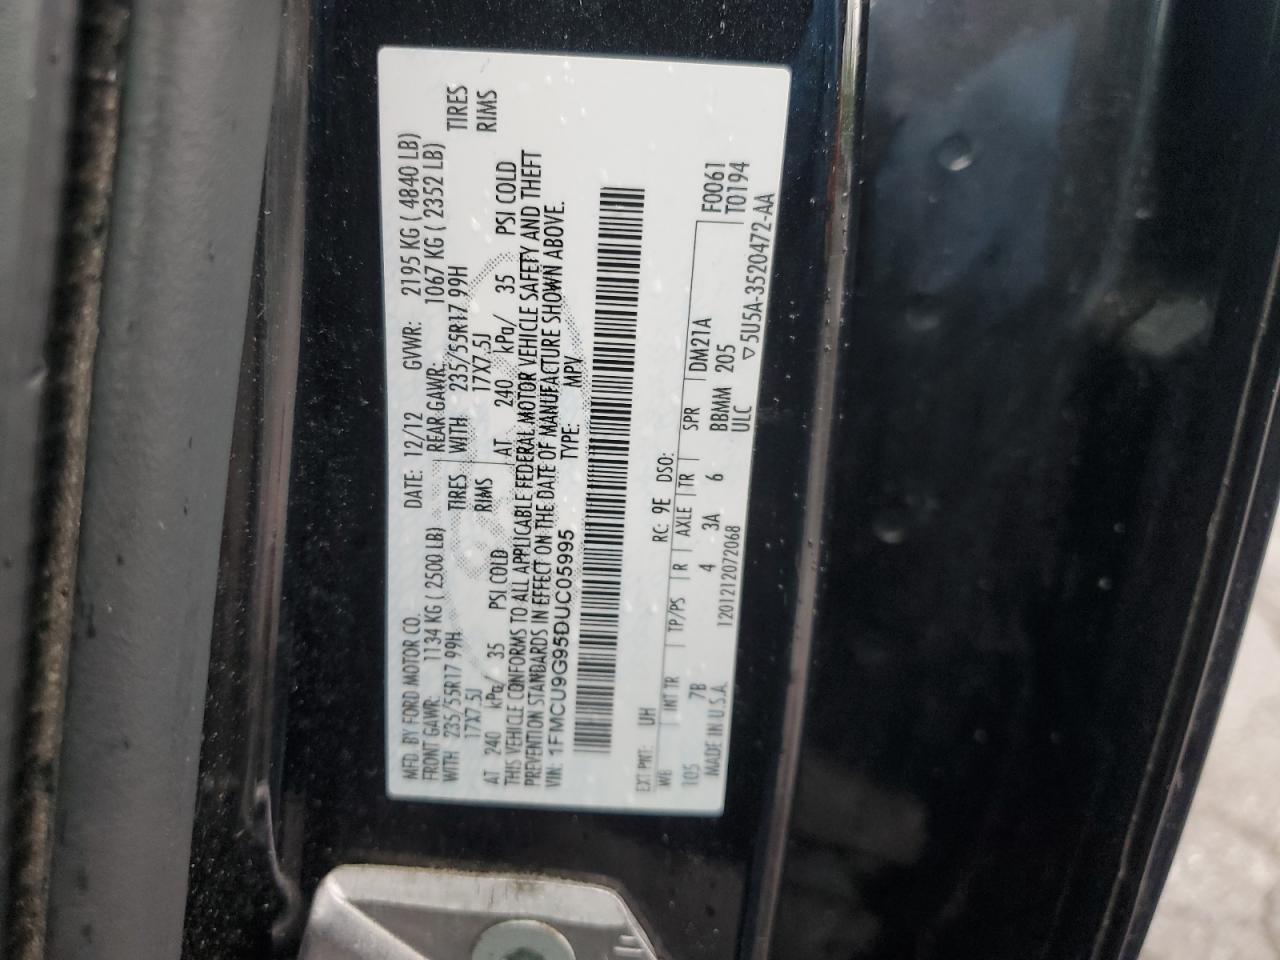 MFD. BY FORD MOTOR CO. DATE: 12/12 GVWR: 2195 KG ( 4840 LB)
FRONT GAWR: 1134 KG ( 2500 LB) REAR GAWR: 1067 KG ( 2352 LB)
WITH 235/55R17 99H TIRES WITH 235/55R17 99H TIRES
17X7.5J RIMS 17X7.5J RIMS
AT 240 kPa/ 35 PSI COLD AT 240 kPa/ 35 PSI COLD
THIS VEHICLE CONFORMS TO ALL APPLICABLE FEDERAL MOTOR VEHICLE SAFETY AND THEFT
PREVENTION STANDARDS IN EFFECT ON THE DATE OF MANUFACTURE SHOWN ABOVE.
VIN: 1FMCU9G95DUC05995 TYPE: MPV
EXT PNT: UH RC: 9E DSO:
WB INT TR TP/PS R AXLE TR SPR DM21A F0061
105 7B 4 3A 6 BBMM 205 T0194
MADE IN U.S.A. 1201212072068 ULC ▽5U5A-3520472-AA